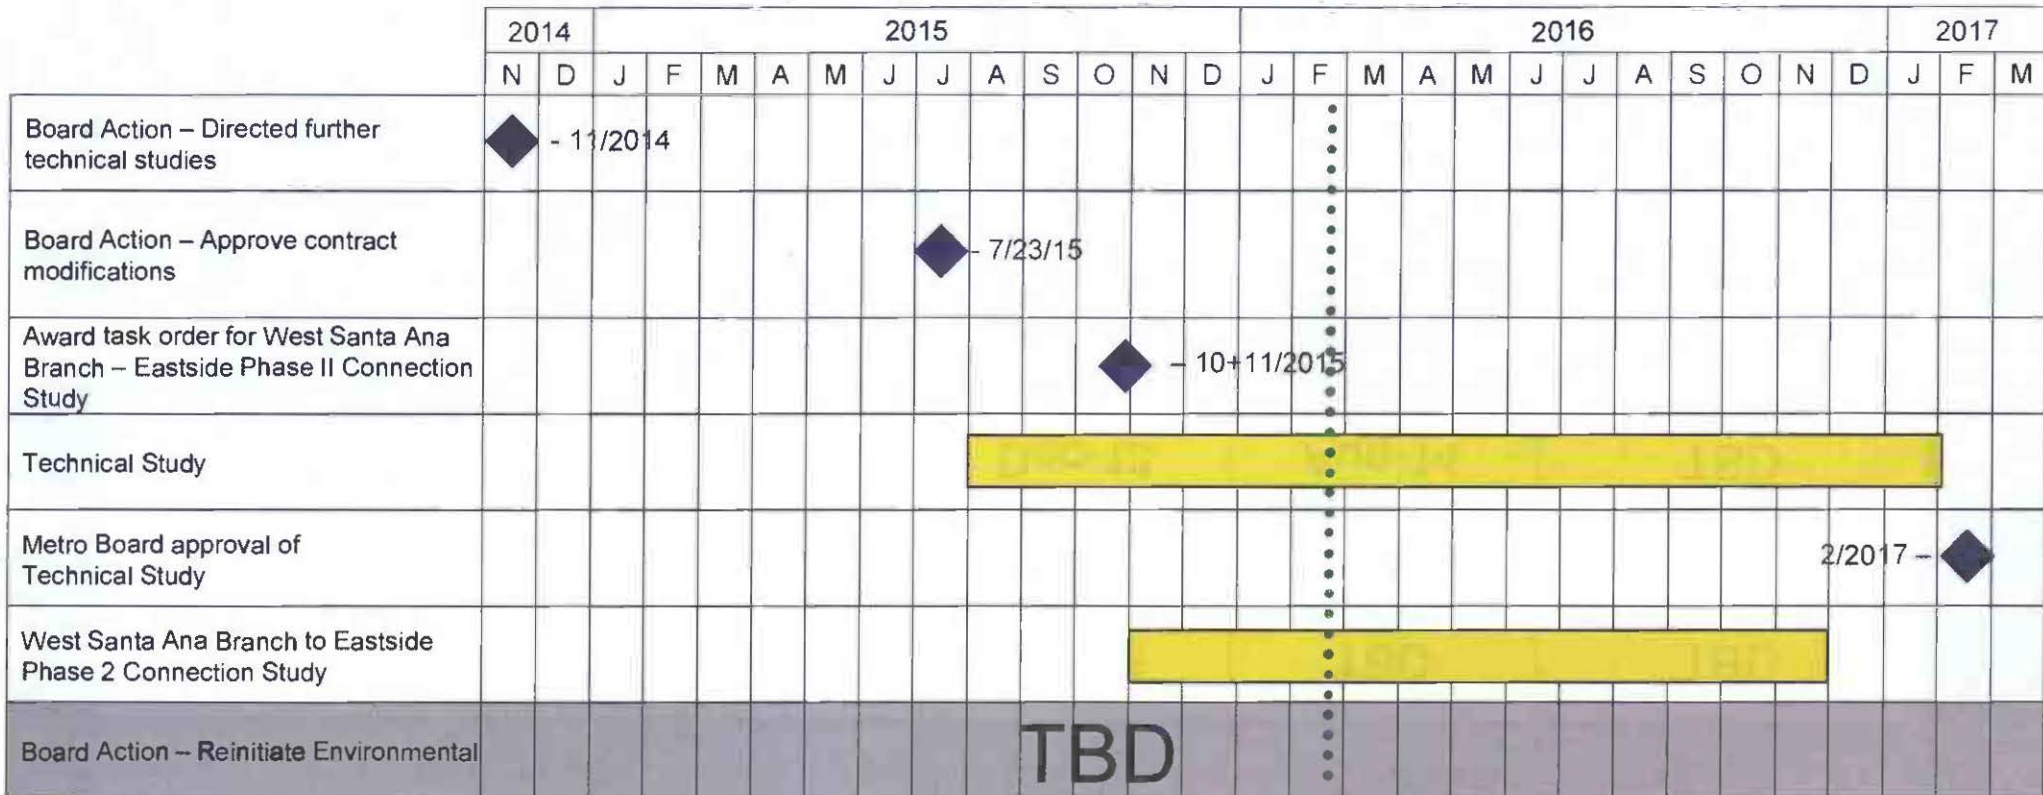 2014 2015 2016 2017
N D J F M A M J J A S O N D J F M A M J J A S O N D J F M
Board Action – Directed further
technical studies
- 11/2014
Board Action – Approve contract
modifications
- 7/23/15
Award task order for West Santa Ana
Branch – Eastside Phase II Connection
Study
– 10+11/2015
Technical Study
Metro Board approval of
Technical Study
2/2017 –
West Santa Ana Branch to Eastside
Phase 2 Connection Study
Board Action – Reinitiate Environmental
TBD